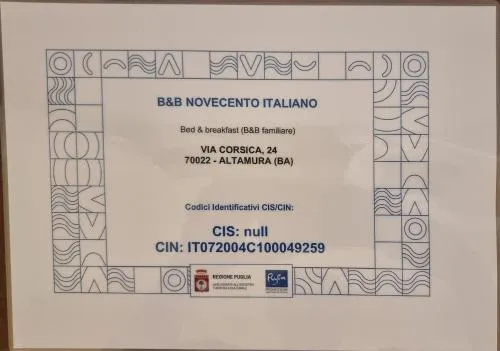 B&B NOVECENTO ITALIANO
Bed & breakfast (B&B familiare)
VIA CORSICA, 24
70022 - ALTAMURA (BA)
Codici Identificativi CIS/CIN:
CIS: null
CIN: IT072004C100049259
REGIONE PUGLIA